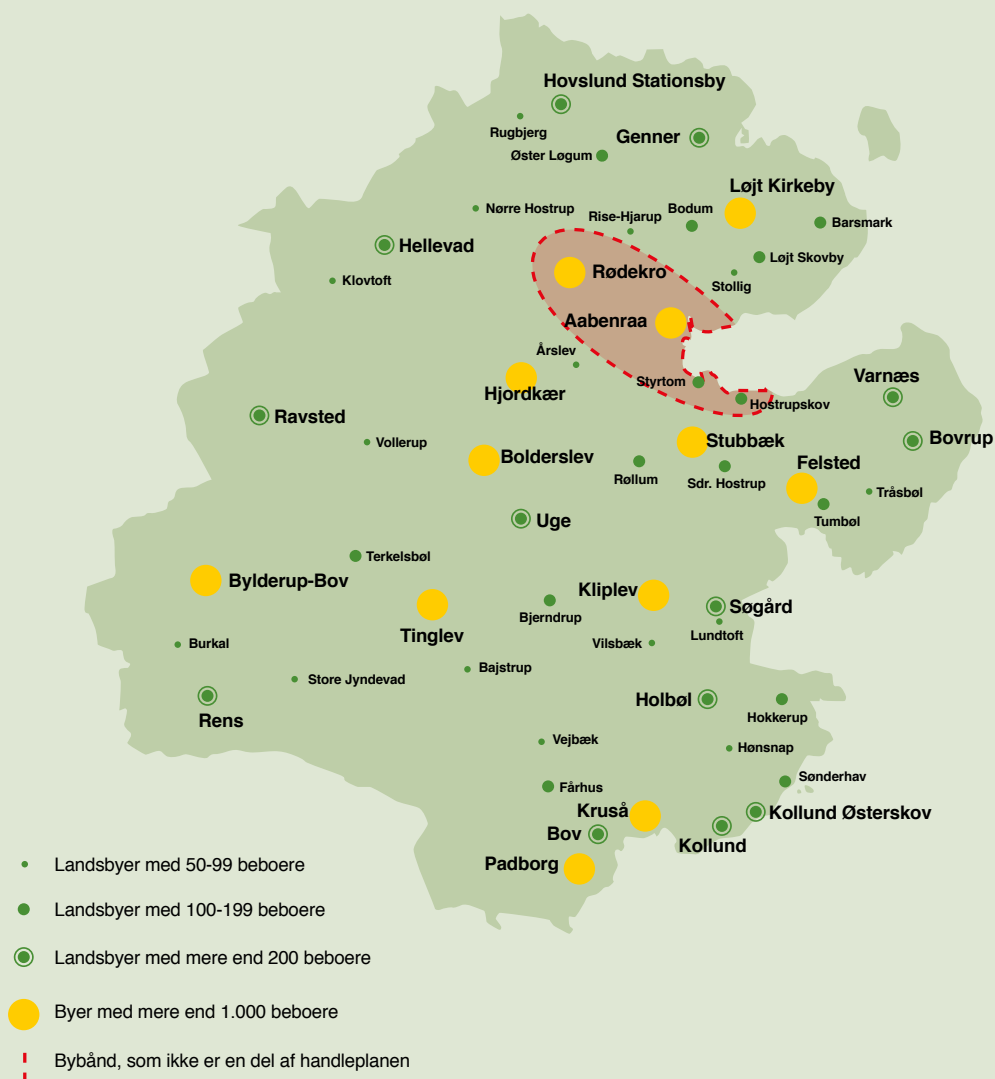 Hovslund Stationsby
Rugbjerg
Genner
Øster Løgum
Løjt Kirkeby
Nørre Hostrup
Rise-Hjarup
Bodum
Barsmark
Hellevad
Løjt Skovby
Klovtoft
Rødekro
Stollig
Aabenraa
Årslev
Varnæs
Styrtom
Hjordkær
Hostrupskov
Ravsted
Vollerup
Stubbæk
Bovrup
Bolderslev
Felsted
Røllum
Sdr. Hostrup
Tråsbøl
Uge
Tumbøl
Terkelsbøl
Bylderup-Bov
Kliplev
Søgård
Bjerndrup
Tinglev
Lundtoft
Burkal
Vilsbæk
Bajstrup
Store Jyndevad
Holbøl
Rens
Hokkerup
Vejbæk
Hønsnap
Sønderhav
Fårhus
Kruså
Kollund Østerskov
Bov
Kollund
Padborg
Landsbyer med 50-99 beboere
Landsbyer med 100-199 beboere
Landsbyer med mere end 200 beboere
Byer med mere end 1.000 beboere
Bybånd, som ikke er en del af handleplanen